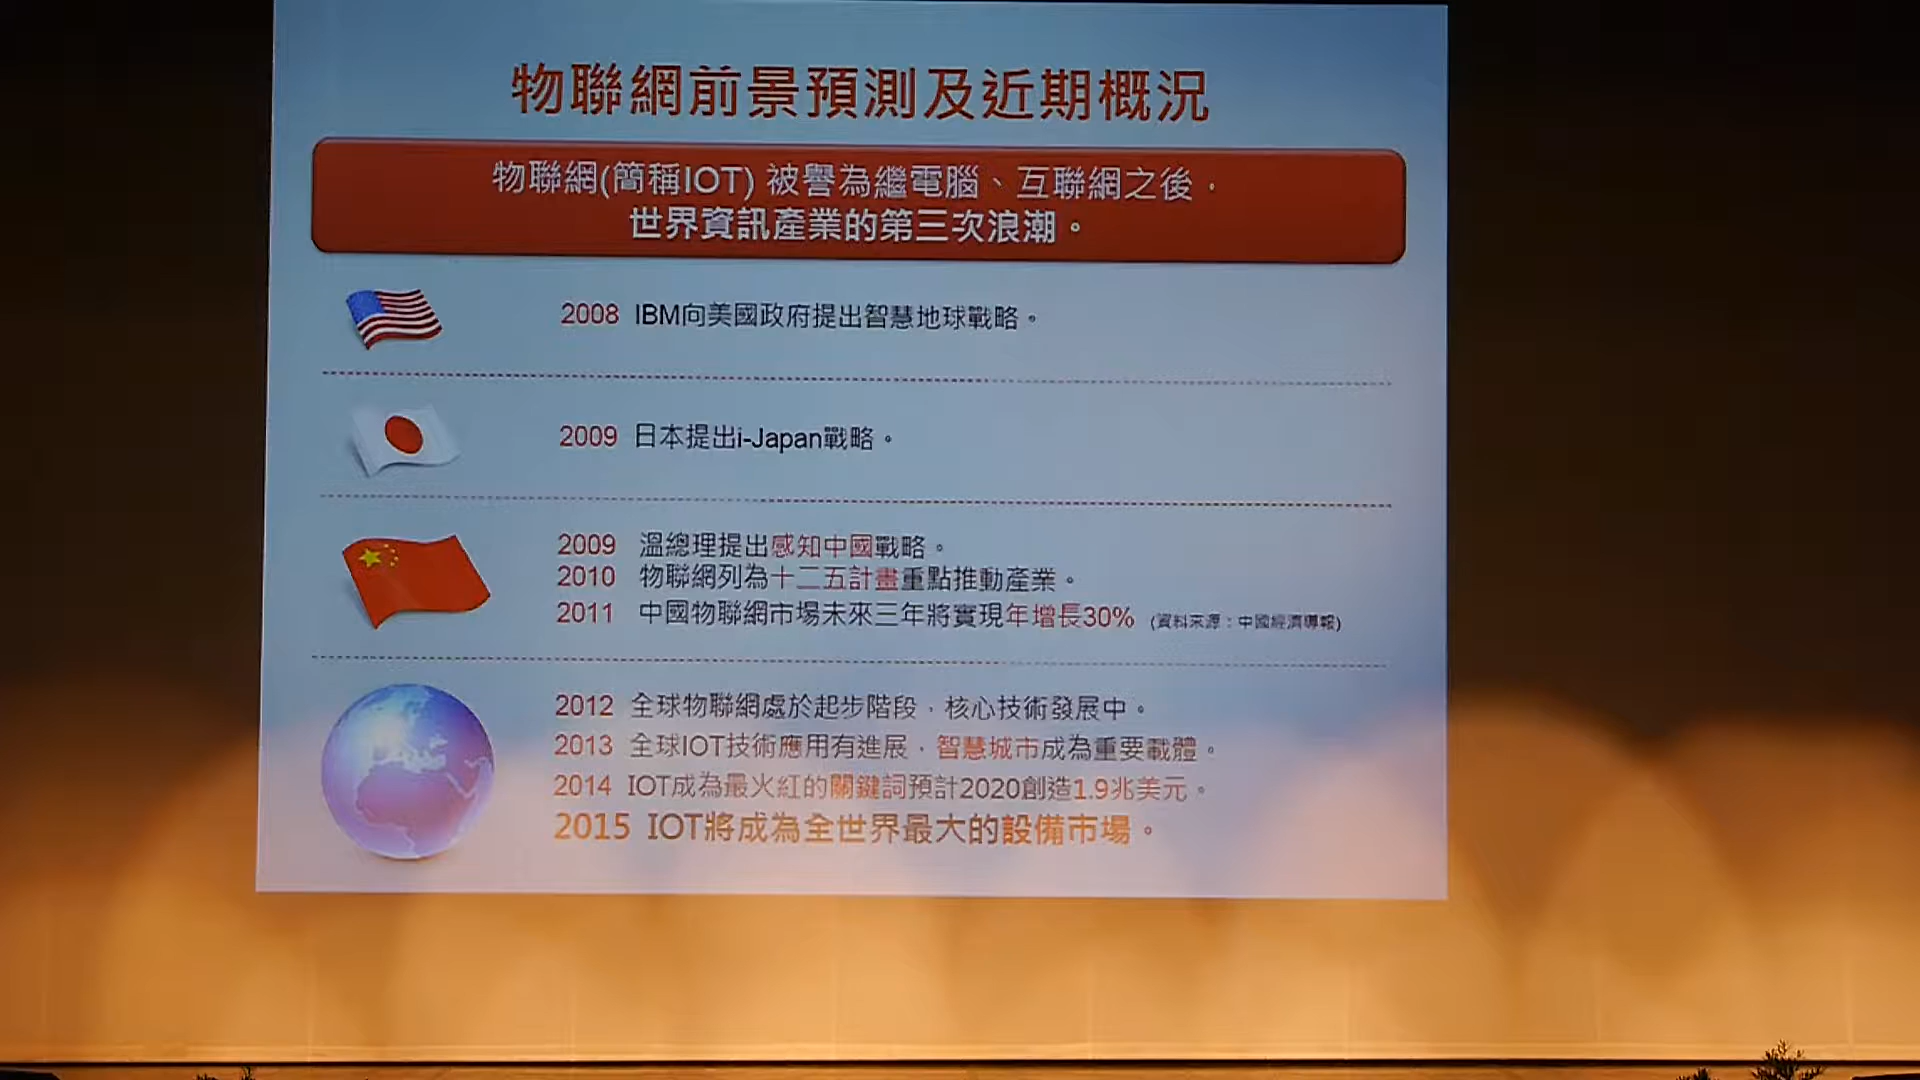 物聯網前景預測及近期概況
物聯網(簡稱IOT) 被譽為繼電腦、互聯網之後，
世界資訊產業的第三次浪潮。
2008 IBM向美國政府提出智慧地球戰略。
2009 日本提出i-Japan戰略。
2009 溫總理提出感知中國戰略。
2010 物聯網列為十二五計畫重點推動產業。
2011 中國物聯網市場未來三年將實現年增長30% (資料來源：中國經濟導報)
2012 全球物聯網處於起步階段，核心技術發展中。
2013 全球IOT技術應用有進展，智慧城市成為重要載體。
2014 IOT成為最火紅的關鍵詞預計2020創造1.9兆美元。
2015 IOT將成為全世界最大的設備市場。